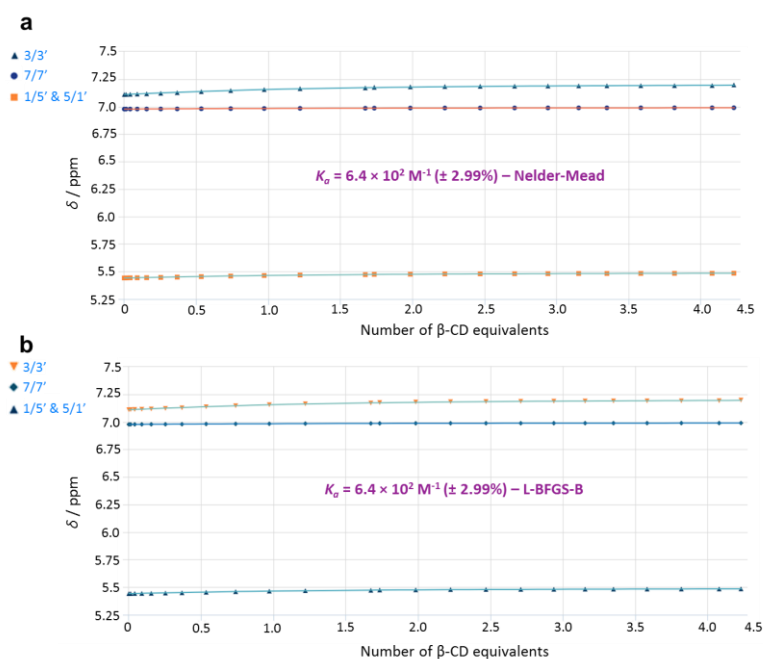 a
3/3′
7/7′
1/5′ & 5/1′
7.5
7.25
7.0
6.75
6.5
6.25
6.0
5.75
5.5
5.25
δ / ppm
Kₐ = 6.4 × 10² M⁻¹ (± 2.99%) – Nelder-Mead
0 0.5 1.0 1.5 2.0 2.5 3.0 3.5 4.0 4.5
Number of β-CD equivalents
b
3/3′
7/7′
1/5′ & 5/1′
7.5
7.25
7.0
6.75
6.5
6.25
6.0
5.75
5.5
5.25
δ / ppm
Kₐ = 6.4 × 10² M⁻¹ (± 2.99%) – L-BFGS-B
0 0.5 1.0 1.5 2.0 2.5 3.0 3.5 4.0 4.5
Number of β-CD equivalents